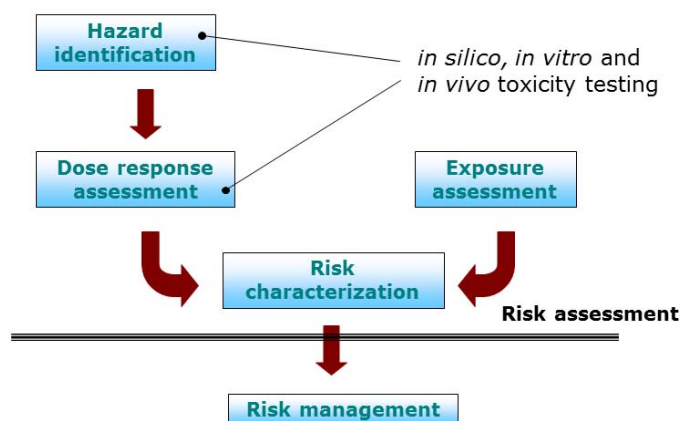 Hazard
identification
in silico, in vitro and
in vivo toxicity testing
Dose response
assessment
Exposure
assessment
Risk
characterization
Risk assessment
Risk management